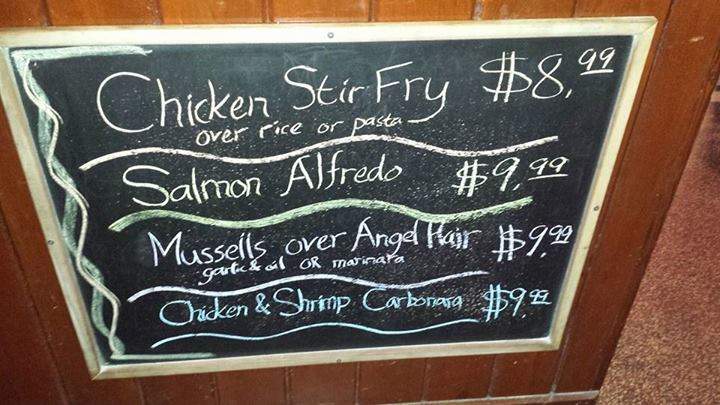 Chicken Stir Fry $8.99
over rice or pasta
Salmon Alfredo $9.99
Mussells over Angel Hair $9.99
garlic & oil OR marinara
Chicken & Shrimp Carbonara $9.99